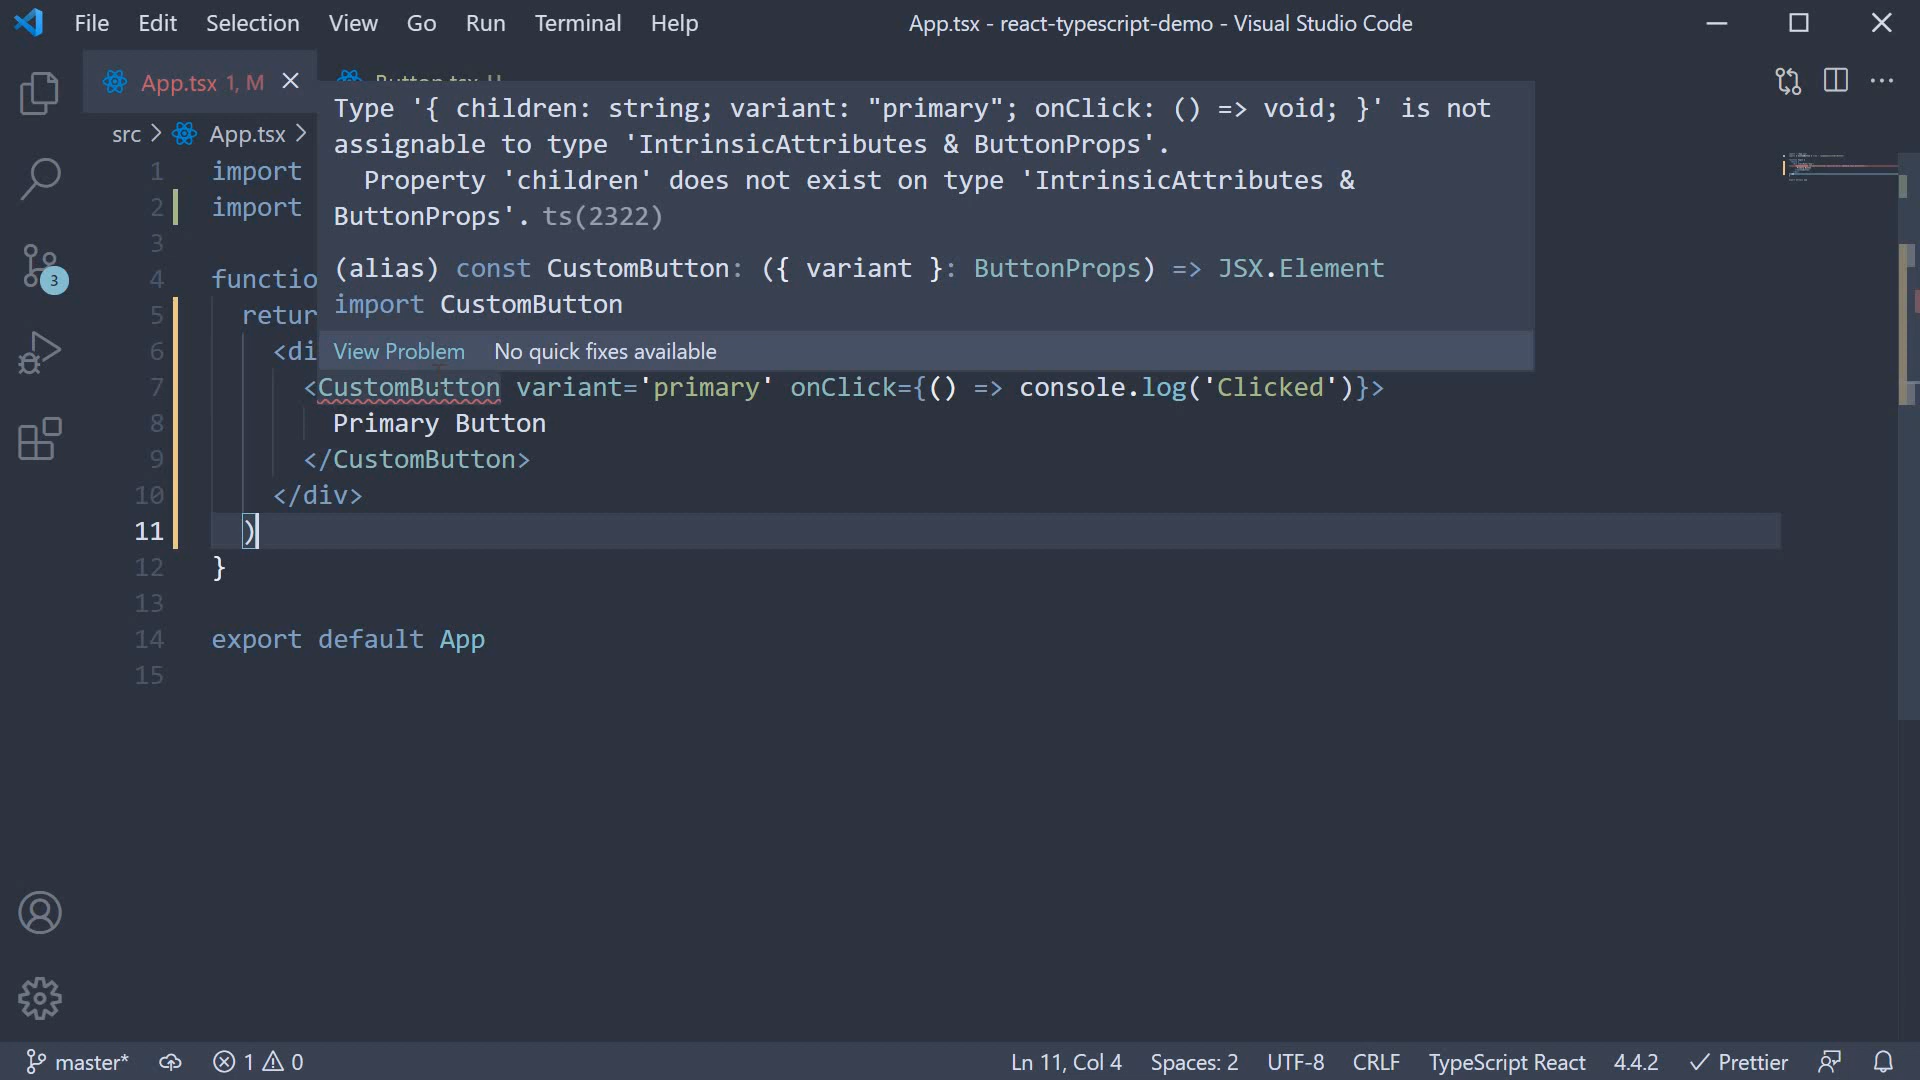 File Edit Selection View Go Run Terminal Help App.tsx - react-typescript-demo - Visual Studio Code
App.tsx 1, M Button.tsx U
src > App.tsx >
Type '{ children: string; variant: "primary"; onClick: () => void; }' is not
assignable to type 'IntrinsicAttributes & ButtonProps'.
Property 'children' does not exist on type 'IntrinsicAttributes &
ButtonProps'. ts(2322)
(alias) const CustomButton: ({ variant }: ButtonProps) => JSX.Element
import CustomButton
View Problem No quick fixes available
1 import
2 import
3
4 functio
5 retur
6 <di
7 <CustomButton variant='primary' onClick={() => console.log('Clicked')}>
8 Primary Button
9 </CustomButton>
10 </div>
11 )
12 }
13
14 export default App
15
3
master* 1 0 Ln 11, Col 4 Spaces: 2 UTF-8 CRLF TypeScript React 4.4.2 Prettier